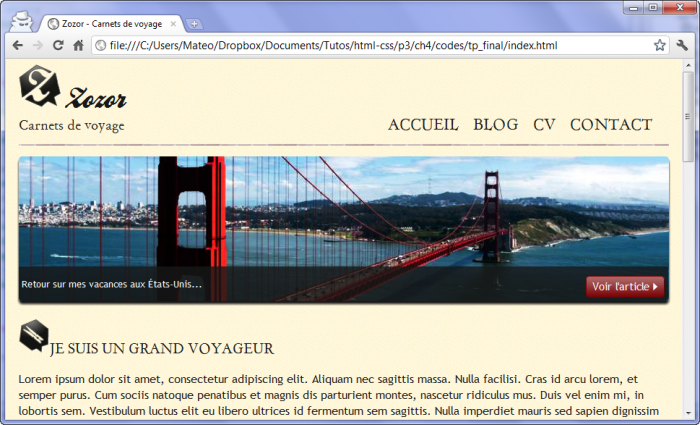 Zozor - Carnets de voyage
file:///C:/Users/Mateo/Dropbox/Documents/Tutos/html-css/p3/ch4/codes/tp_final/index.html
Z Zozor
Carnets de voyage
ACCUEIL BLOG CV CONTACT
Retour sur mes vacances aux États-Unis...
Voir l'article
JE SUIS UN GRAND VOYAGEUR
Lorem ipsum dolor sit amet, consectetur adipiscing elit. Aliquam nec sagittis massa. Nulla facilisi. Cras id arcu lorem, et
semper purus. Cum sociis natoque penatibus et magnis dis parturient montes, nascetur ridiculus mus. Duis vel enim mi, in
lobortis sem. Vestibulum luctus elit eu libero ultrices id fermentum sem sagittis. Nulla imperdiet mauris sed sapien dignissim